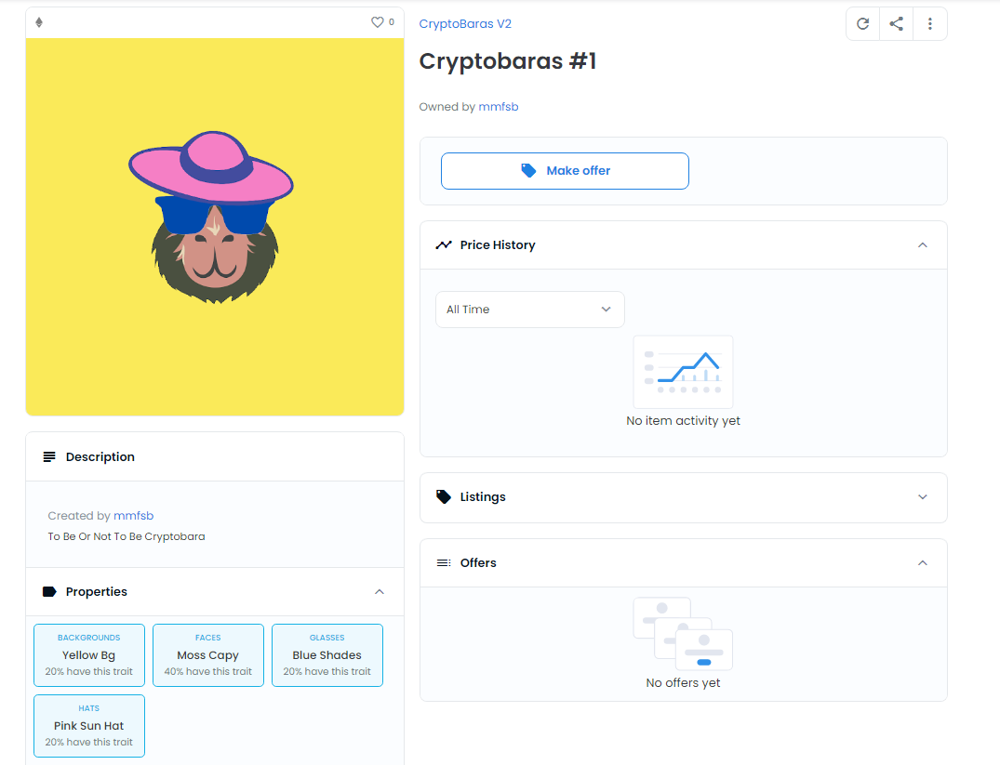 0
CryptoBaras V2
Cryptobaras #1
Owned by mmfsb
Make offer
Price History
All Time
No item activity yet
Description
Created by mmfsb
To Be Or Not To Be Cryptobara
Properties
BACKGROUNDS
Yellow Bg
20% have this trait
FACES
Moss Capy
40% have this trait
GLASSES
Blue Shades
20% have this trait
HATS
Pink Sun Hat
20% have this trait
Listings
Offers
No offers yet